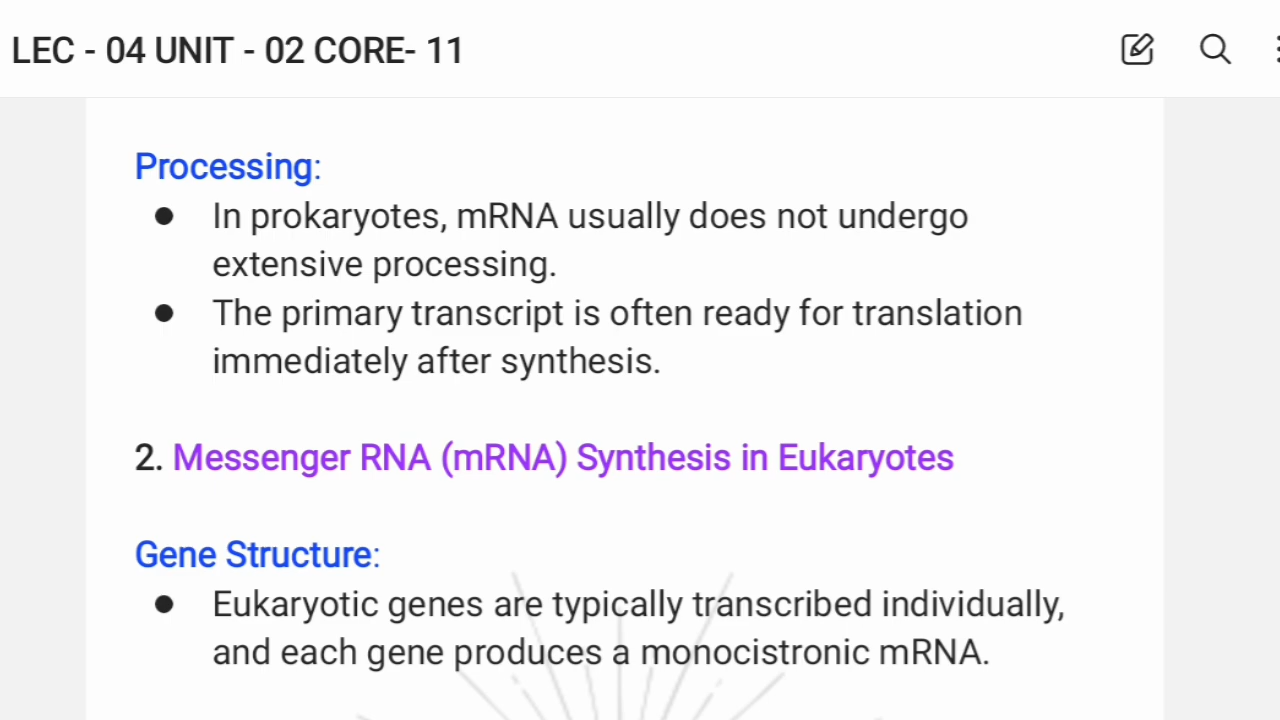 LEC - 04 UNIT - 02 CORE- 11
Processing:
● In prokaryotes, mRNA usually does not undergo
extensive processing.
● The primary transcript is often ready for translation
immediately after synthesis.
2. Messenger RNA (mRNA) Synthesis in Eukaryotes
Gene Structure:
● Eukaryotic genes are typically transcribed individually,
and each gene produces a monocistronic mRNA.